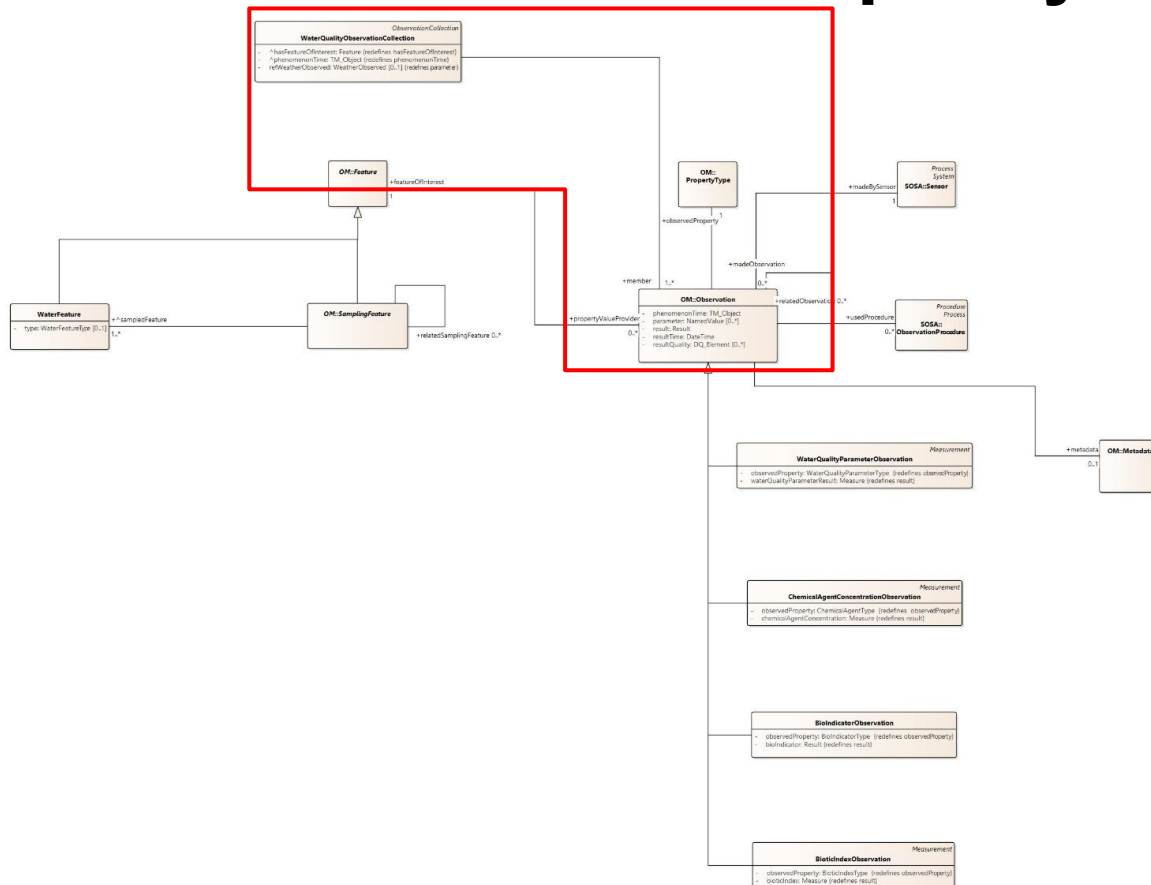 ObservationCollection
WaterQualityObservationCollection
- ^hasFeatureOfInterest: Feature {redefines hasFeatureOfInterest}
- ^phenomenonTime: TM_Object {redefines phenomenonTime}
- refWeatherObserved: WeatherObserved [0..1] {redefines parameter}
OM::Feature
+featureOfInterest
1
OM::
PropertyType
1
+observedProperty
+madeBySensor
1
Process
System
SOSA::Sensor
+madeObservation
0..*
+member
1..*
+relatedObservation 0..*
WaterFeature
- type: WaterFeatureType [0..1]
+^sampledFeature
1..*
OM::SamplingFeature
+relatedSamplingFeature 0..*
+propertyValueProvider
0..*
OM::Observation
- phenomenonTime: TM_Object
- parameter: NamedValue [0..*]
- result: Result
- resultTime: DateTime
- resultQuality: DQ_Element [0..*]
+usedProcedure
0..*
Procedure
Process
SOSA::
ObservationProcedure
+metadata
0..1
OM::Metadata
Measurement
WaterQualityParameterObservation
- observedProperty: WaterQualityParameterType {redefines observedProperty}
- waterQualityParameterResult: Measure {redefines result}
Measurement
ChemicalAgentConcentrationObservation
- observedProperty: ChemicalAgentType {redefines observedProperty}
- chemicalAgentConcentration: Measure {redefines result}
BioIndicatorObservation
- observedProperty: BioIndicatorType {redefines observedProperty}
- bioIndicator: Result {redefines result}
Measurement
BioticIndexObservation
- observedProperty: BioticIndexType {redefines observedProperty}
- bioticIndex: Measure {redefines result}